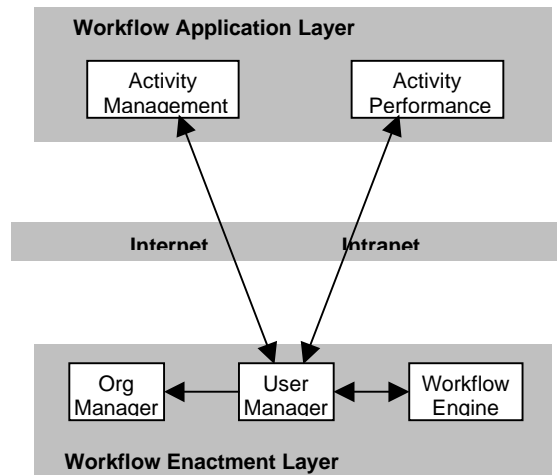 Workflow Application Layer
Activity
Management
Activity
Performance
Internet
Intranet
Org
Manager
User
Manager
Workflow
Engine
Workflow Enactment Layer